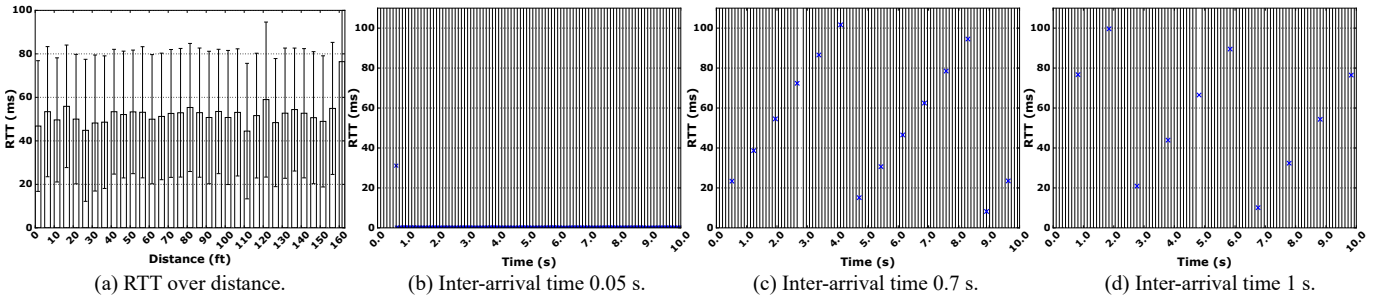 RTT (ms)
100
80
60
40
20
0
0 10 20 30 40 50 60 70 80 90 100 110 120 130 140 150 160
Distance (ft)
(a) RTT over distance.
RTT (ms)
100
80
60
40
20
0
0.0 1.0 2.0 3.0 4.0 5.0 6.0 7.0 8.0 9.0 10.0
Time (s)
(b) Inter-arrival time 0.05 s.
RTT (ms)
100
80
60
40
20
0
0.0 1.0 2.0 3.0 4.0 5.0 6.0 7.0 8.0 9.0 10.0
Time (s)
(c) Inter-arrival time 0.7 s.
RTT (ms)
100
80
60
40
20
0
0.0 1.0 2.0 3.0 4.0 5.0 6.0 7.0 8.0 9.0 10.0
Time (s)
(d) Inter-arrival time 1 s.